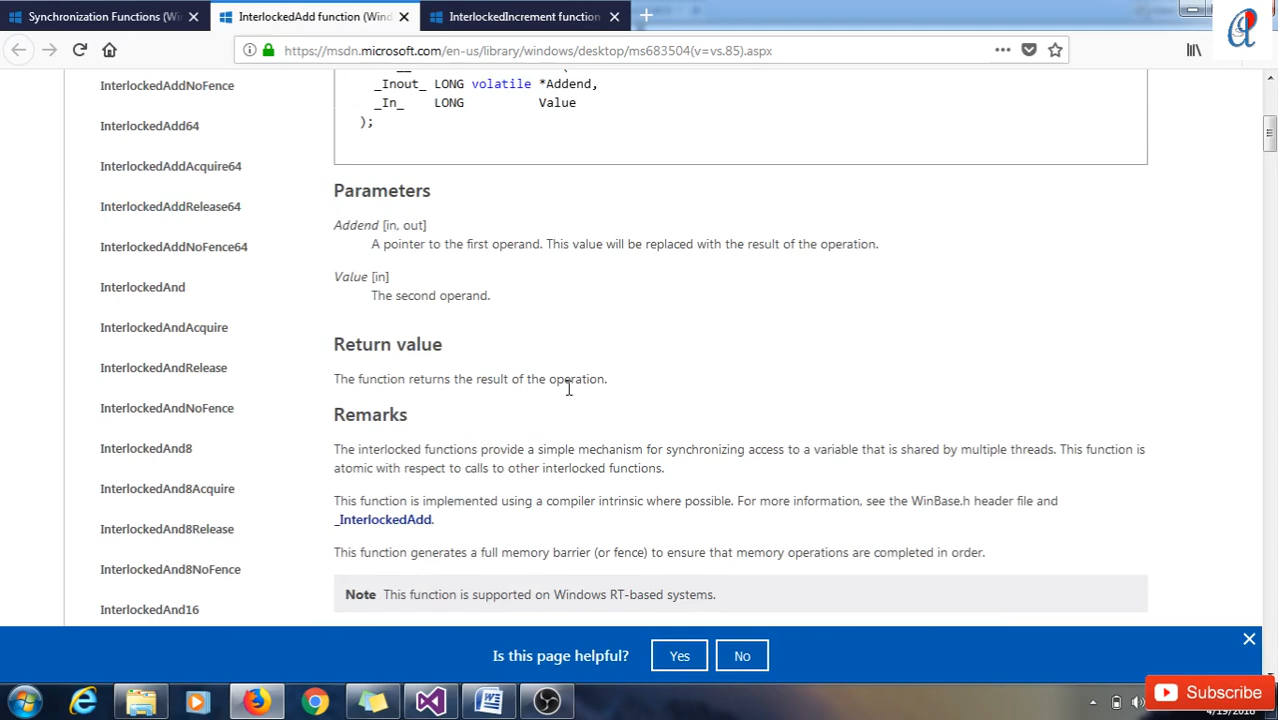 Synchronization Functions (Wi
InterlockedAdd function (Wind
InterlockedIncrement function
https://msdn.microsoft.com/en-us/library/windows/desktop/ms683504(v=vs.85).aspx
InterlockedAddNoFence
InterlockedAdd64
InterlockedAddAcquire64
InterlockedAddRelease64
InterlockedAddNoFence64
InterlockedAnd
InterlockedAndAcquire
InterlockedAndRelease
InterlockedAndNoFence
InterlockedAnd8
InterlockedAnd8Acquire
InterlockedAnd8Release
InterlockedAnd8NoFence
InterlockedAnd16
_Inout_ LONG volatile *Addend,
_In_ LONG Value
);
Parameters
Addend [in, out]
A pointer to the first operand. This value will be replaced with the result of the operation.
Value [in]
The second operand.
Return value
The function returns the result of the operation.
Remarks
The interlocked functions provide a simple mechanism for synchronizing access to a variable that is shared by multiple threads. This function is
atomic with respect to calls to other interlocked functions.
This function is implemented using a compiler intrinsic where possible. For more information, see the WinBase.h header file and
_InterlockedAdd.
This function generates a full memory barrier (or fence) to ensure that memory operations are completed in order.
Note This function is supported on Windows RT-based systems.
Is this page helpful? Yes No
Subscribe